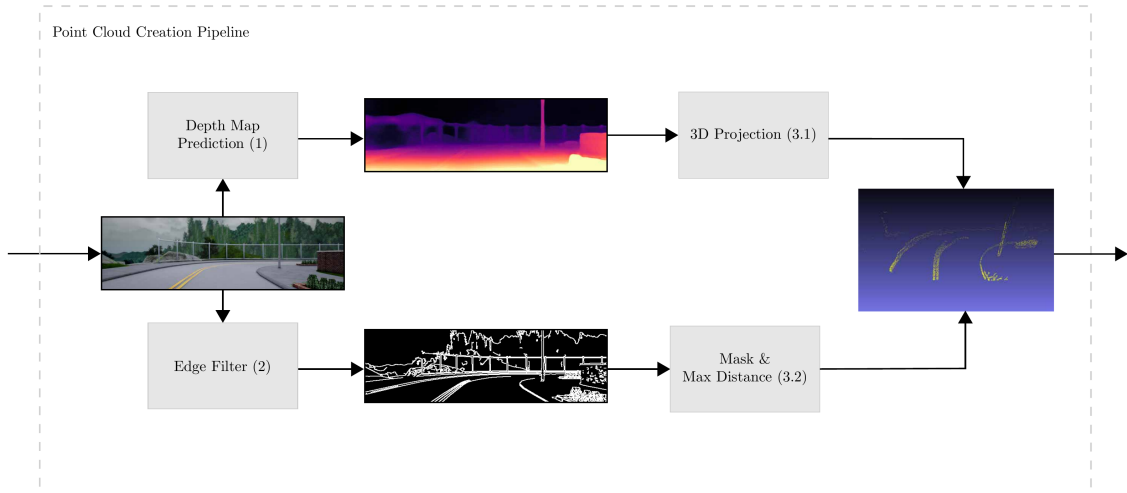 Point Cloud Creation Pipeline
Depth Map
Prediction (1)
3D Projection (3.1)
Edge Filter (2)
Mask &
Max Distance (3.2)